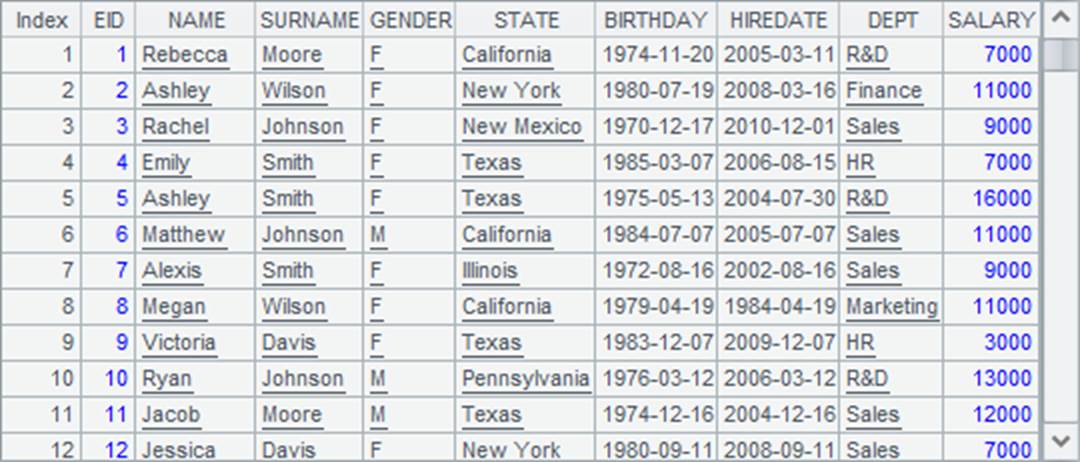 Index EID NAME SURNAME GENDER STATE BIRTHDAY HIREDATE DEPT SALARY
1 1 Rebecca Moore F California 1974-11-20 2005-03-11 R&D 7000
2 2 Ashley Wilson F New York 1980-07-19 2008-03-16 Finance 11000
3 3 Rachel Johnson F New Mexico 1970-12-17 2010-12-01 Sales 9000
4 4 Emily Smith F Texas 1985-03-07 2006-08-15 HR 7000
5 5 Ashley Smith F Texas 1975-05-13 2004-07-30 R&D 16000
6 6 Matthew Johnson M California 1984-07-07 2005-07-07 Sales 11000
7 7 Alexis Smith F Illinois 1972-08-16 2002-08-16 Sales 9000
8 8 Megan Wilson F California 1979-04-19 1984-04-19 Marketing 11000
9 9 Victoria Davis F Texas 1983-12-07 2009-12-07 HR 3000
10 10 Ryan Johnson M Pennsylvania 1976-03-12 2006-03-12 R&D 13000
11 11 Jacob Moore M Texas 1974-12-16 2004-12-16 Sales 12000
12 12 Jessica Davis F New York 1980-09-11 2008-09-11 Sales 7000